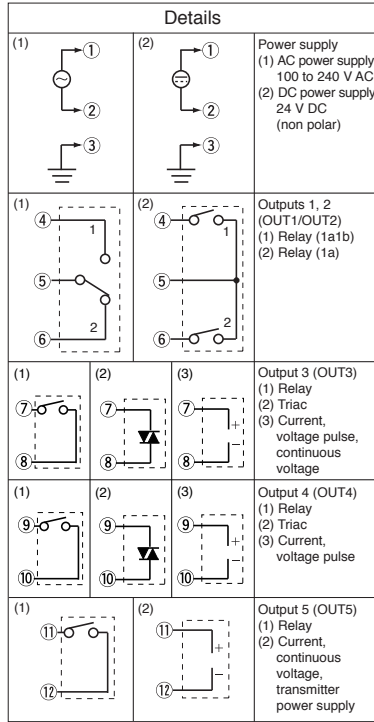 Details
(1)
(2)
1
1
2
2
3
3
Power supply
(1) AC power supply
100 to 240 V AC
(2) DC power supply
24 V DC
(non polar)
(1)
(2)
4
1
4
1
5
5
2
2
6
6
Outputs 1, 2
(OUT1/OUT2)
(1) Relay (1a1b)
(2) Relay (1a)
(1)
(2)
(3)
7
7
7
+
–
8
8
8
Output 3 (OUT3)
(1) Relay
(2) Triac
(3) Current,
voltage pulse,
continuous
voltage
(1)
(2)
(3)
9
9
9
+
–
10
10
10
Output 4 (OUT4)
(1) Relay
(2) Triac
(3) Current,
voltage pulse
(1)
(2)
11
11
+
–
12
12
Output 5 (OUT5)
(1) Relay
(2) Current,
continuous
voltage,
transmitter
power supply